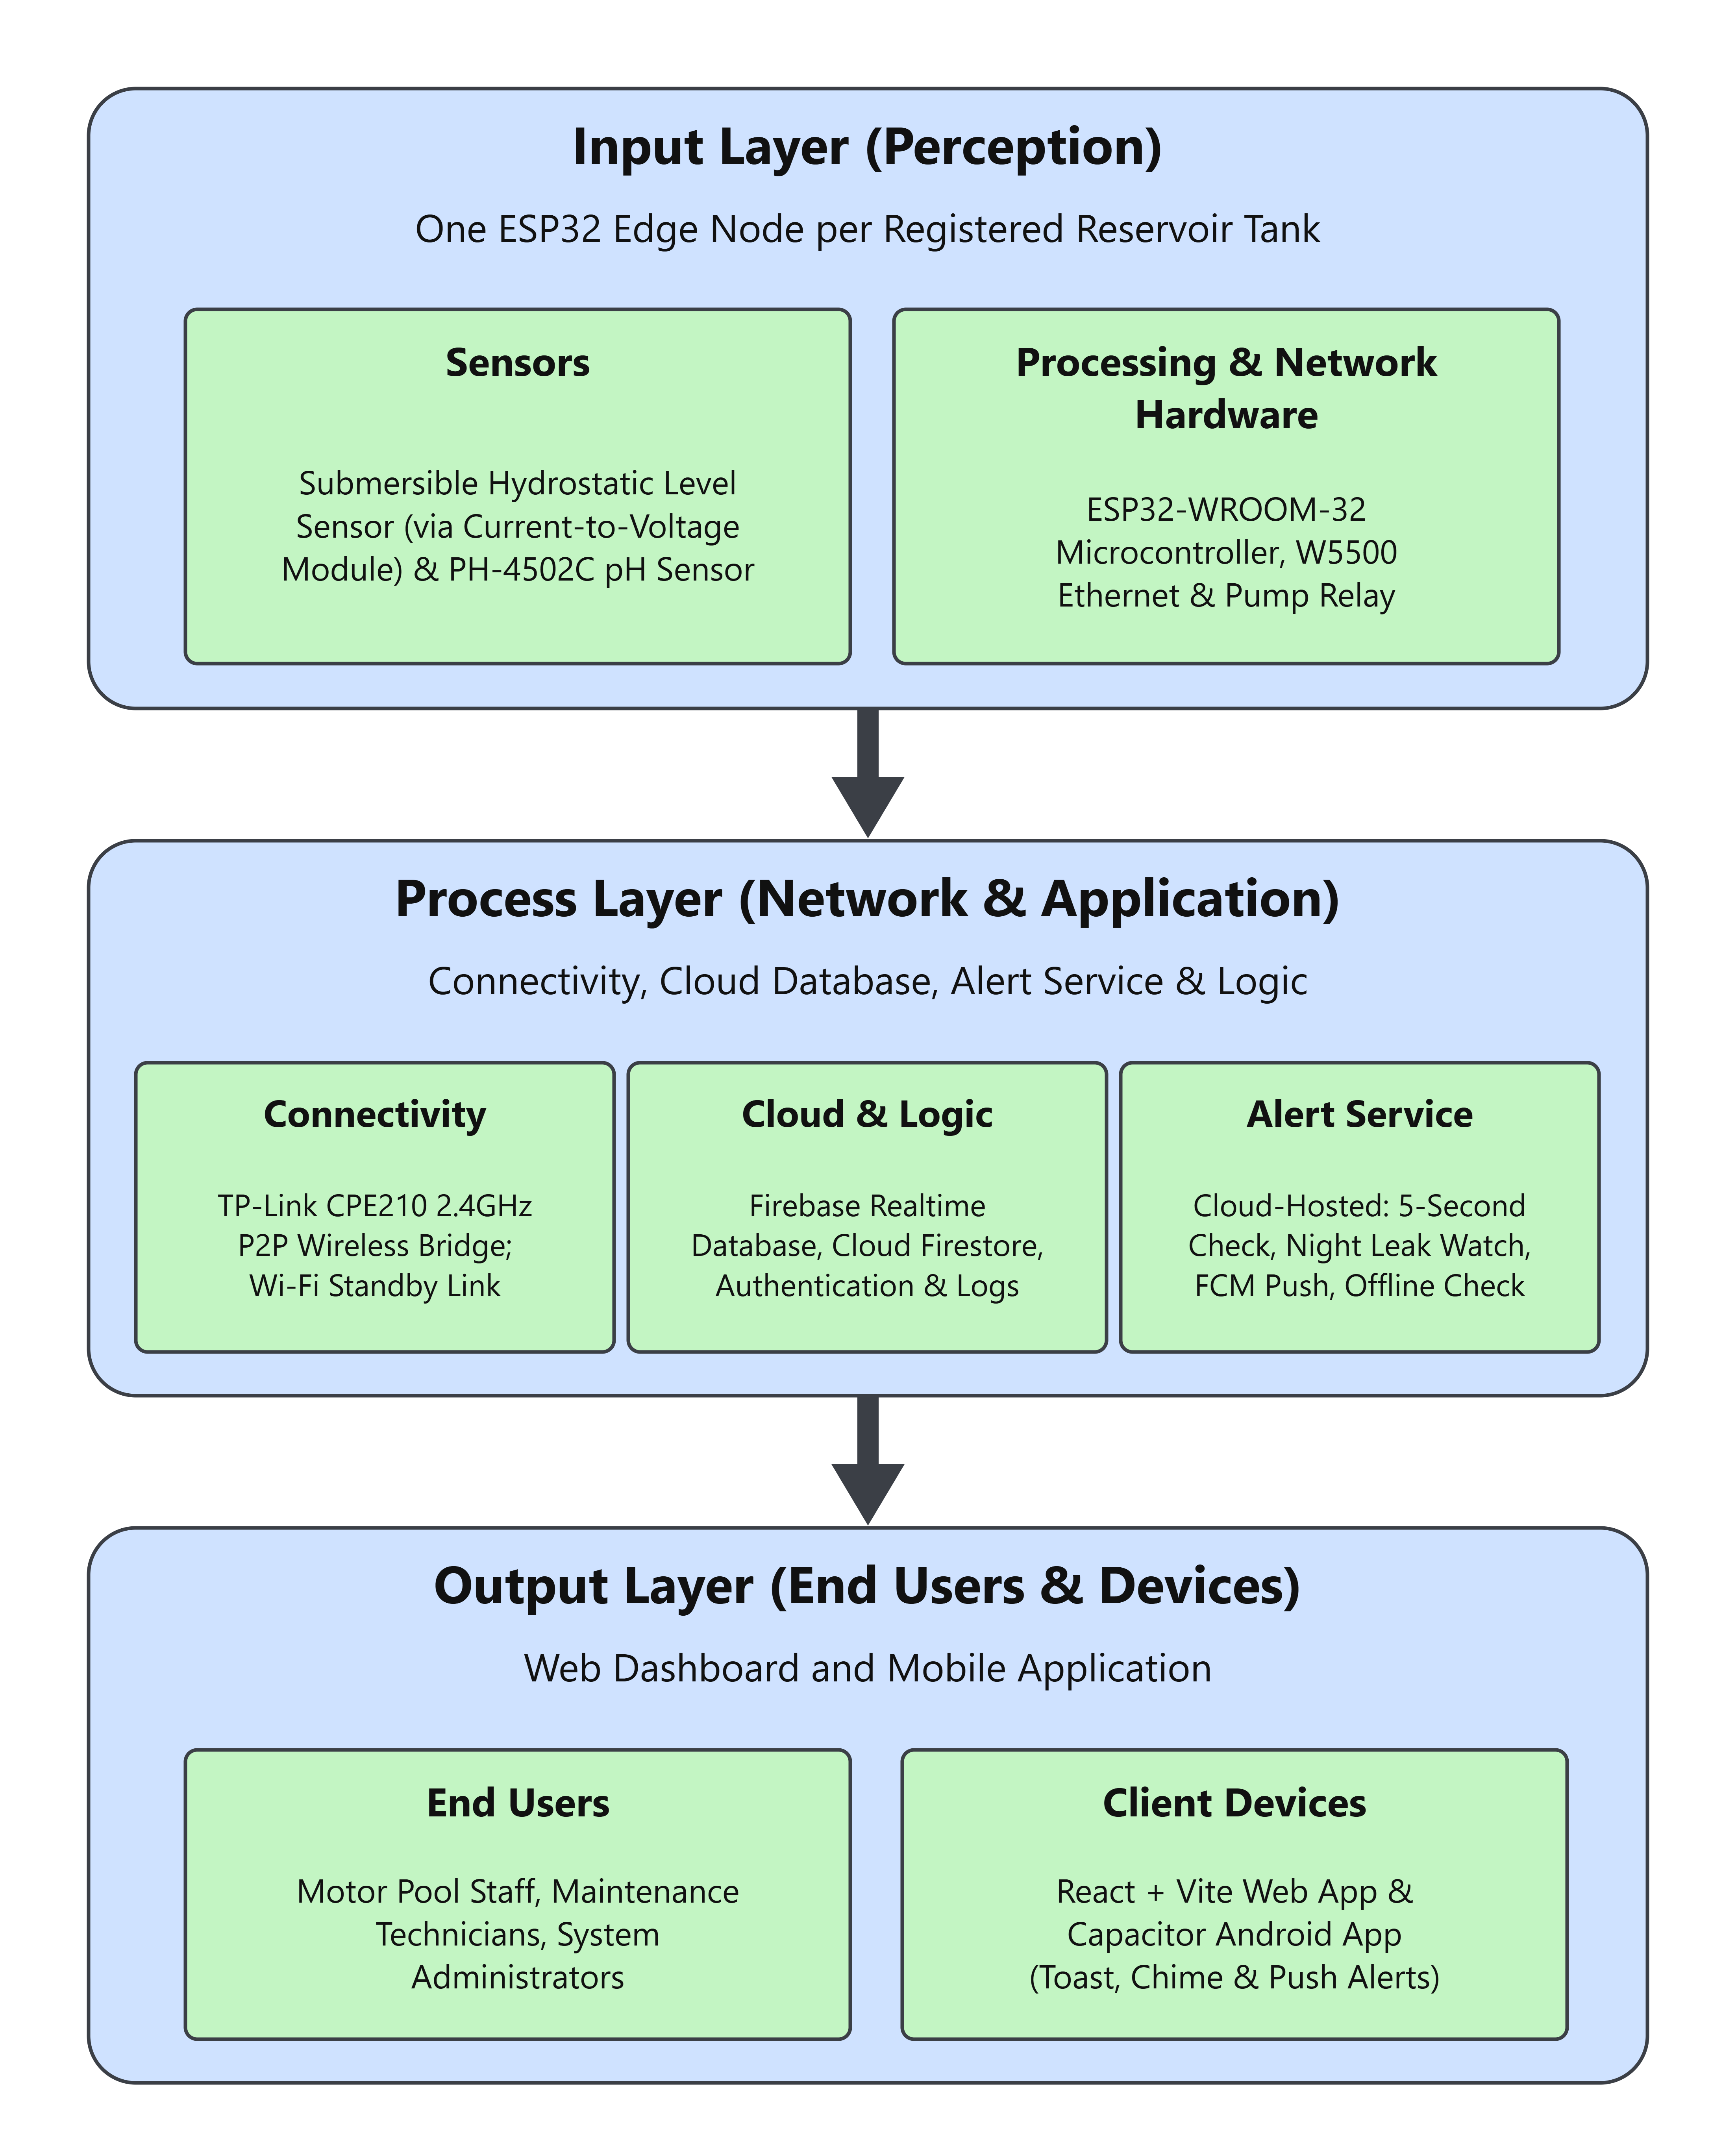 Input Layer (Perception)
One ESP32 Edge Node per Registered Reservoir Tank
Sensors
Submersible Hydrostatic Level
Sensor (via Current-to-Voltage
Module) & PH-4502C pH Sensor
Processing & Network
Hardware
ESP32-WROOM-32
Microcontroller, W5500
Ethernet & Pump Relay
Process Layer (Network & Application)
Connectivity, Cloud Database, Alert Service & Logic
Connectivity
TP-Link CPE210 2.4GHz
P2P Wireless Bridge;
Wi-Fi Standby Link
Cloud & Logic
Firebase Realtime
Database, Cloud Firestore,
Authentication & Logs
Alert Service
Cloud-Hosted: 5-Second
Check, Night Leak Watch,
FCM Push, Offline Check
Output Layer (End Users & Devices)
Web Dashboard and Mobile Application
End Users
Motor Pool Staff, Maintenance
Technicians, System
Administrators
Client Devices
React + Vite Web App &
Capacitor Android App
(Toast, Chime & Push Alerts)